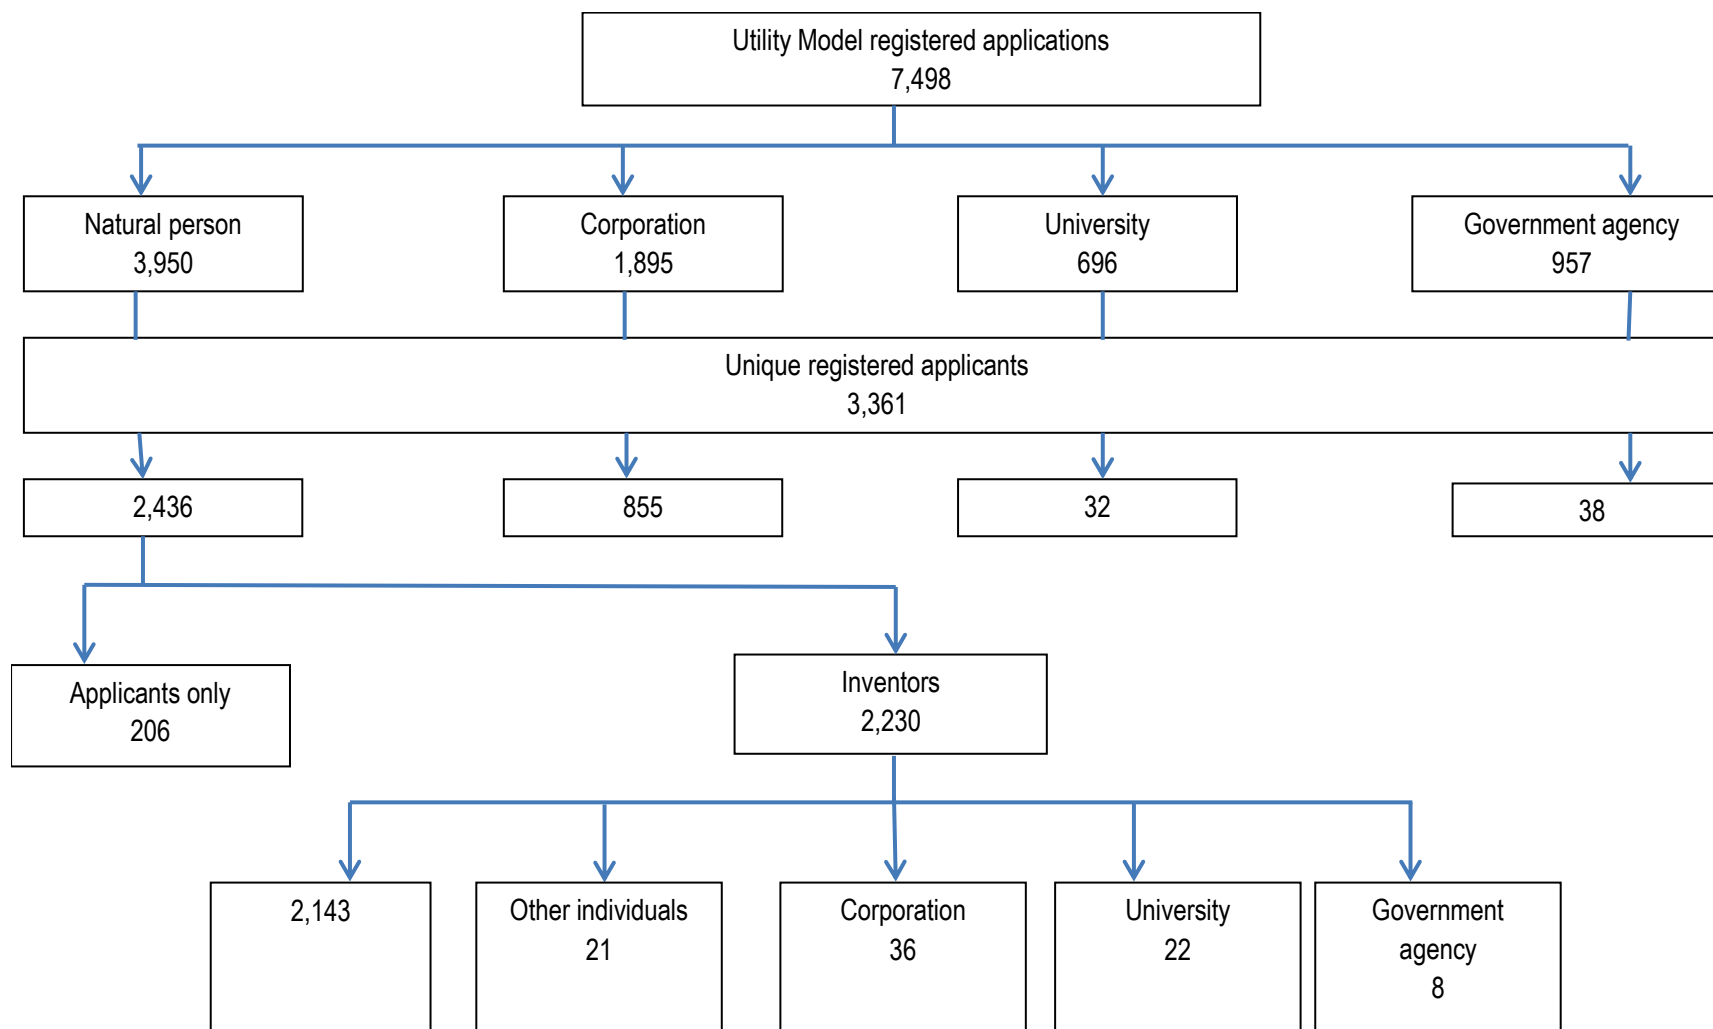 Utility Model registered applications
7,498
Natural person
3,950
Corporation
1,895
University
696
Government agency
957
Unique registered applicants
3,361
2,436
855
32
38
Applicants only
206
Inventors
2,230
2,143
Other individuals
21
Corporation
36
University
22
Government
agency
8